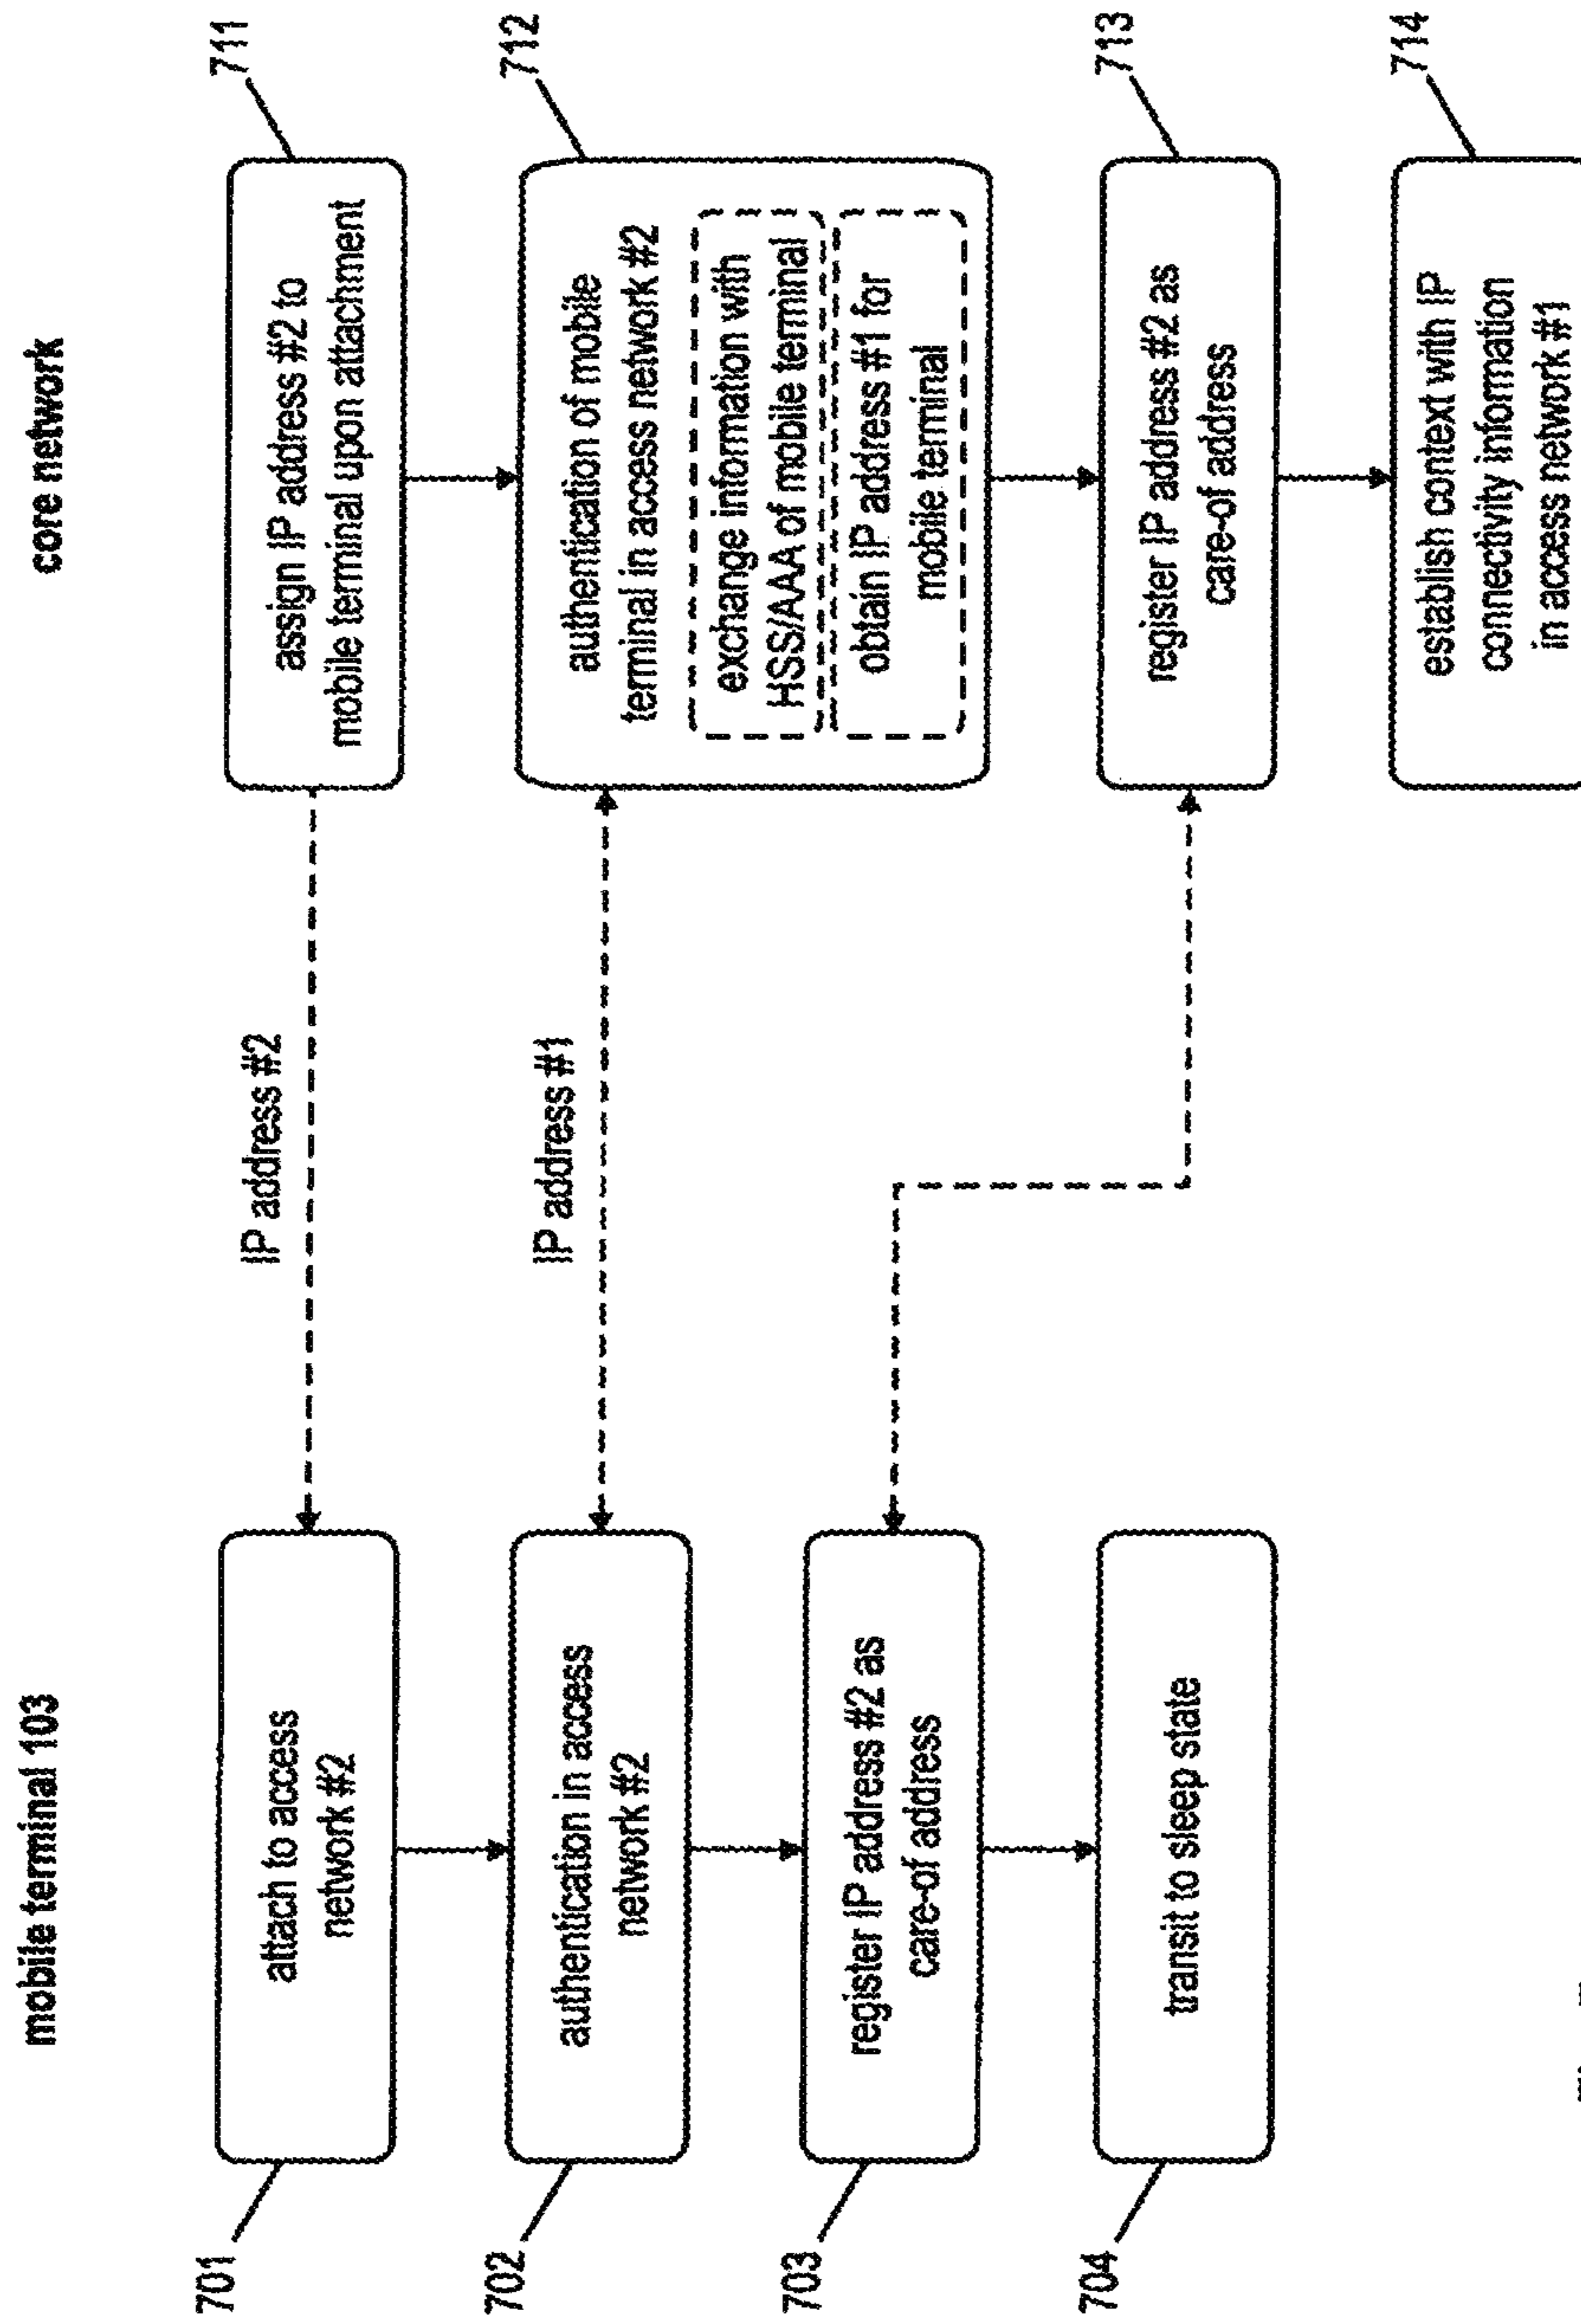 mobile terminal 103
core network
701
attach to access
network #2
IP address #2
assign IP address #2 to
mobile terminal upon attachment
711
702
authentication in access
network #2
IP address #1
authentication of mobile
terminal in access network #2
exchange information with
HSS/AAA of mobile terminal
obtain IP address #1 for
mobile terminal
712
703
register IP address #2 as
care-of address
register IP address #2 as
care-of address
713
704
transit to sleep state
establish context with IP
connectivity information
in access network #1
714